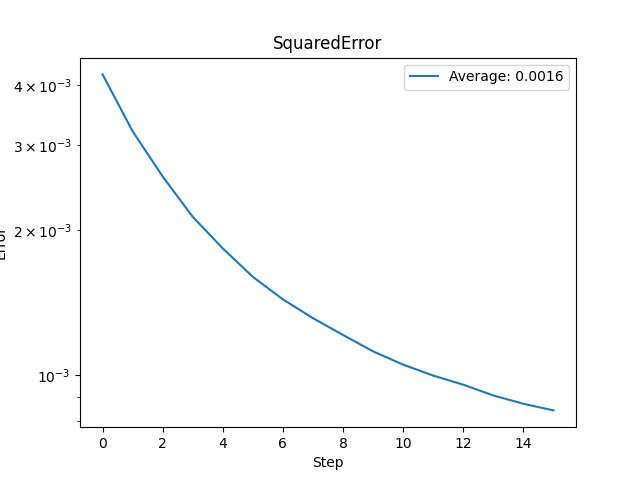 SquaredError
Average: 0.0016
4 × 10⁻³
3 × 10⁻³
2 × 10⁻³
10⁻³
Error
0 2 4 6 8 10 12 14
Step